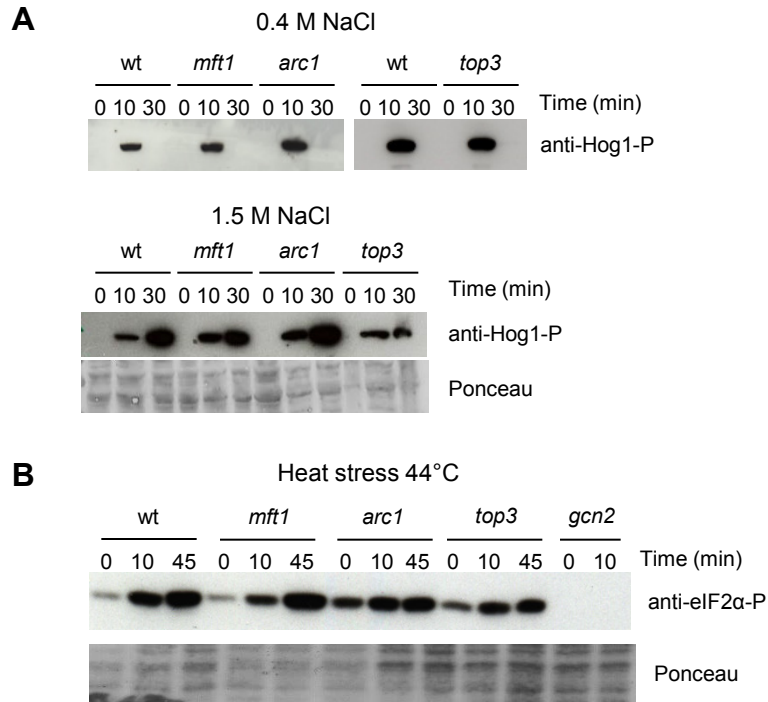 A
0.4 M NaCl
wt mft1 arc1 wt top3
0 10 30 0 10 30 0 10 30 0 10 30 0 10 30 Time (min)
anti-Hog1-P
1.5 M NaCl
wt mft1 arc1 top3
0 10 30 0 10 30 0 10 30 0 10 30 Time (min)
anti-Hog1-P
Ponceau
B
Heat stress 44°C
wt mft1 arc1 top3 gcn2
0 10 45 0 10 45 0 10 45 0 10 45 0 10 Time (min)
anti-eIF2α-P
Ponceau